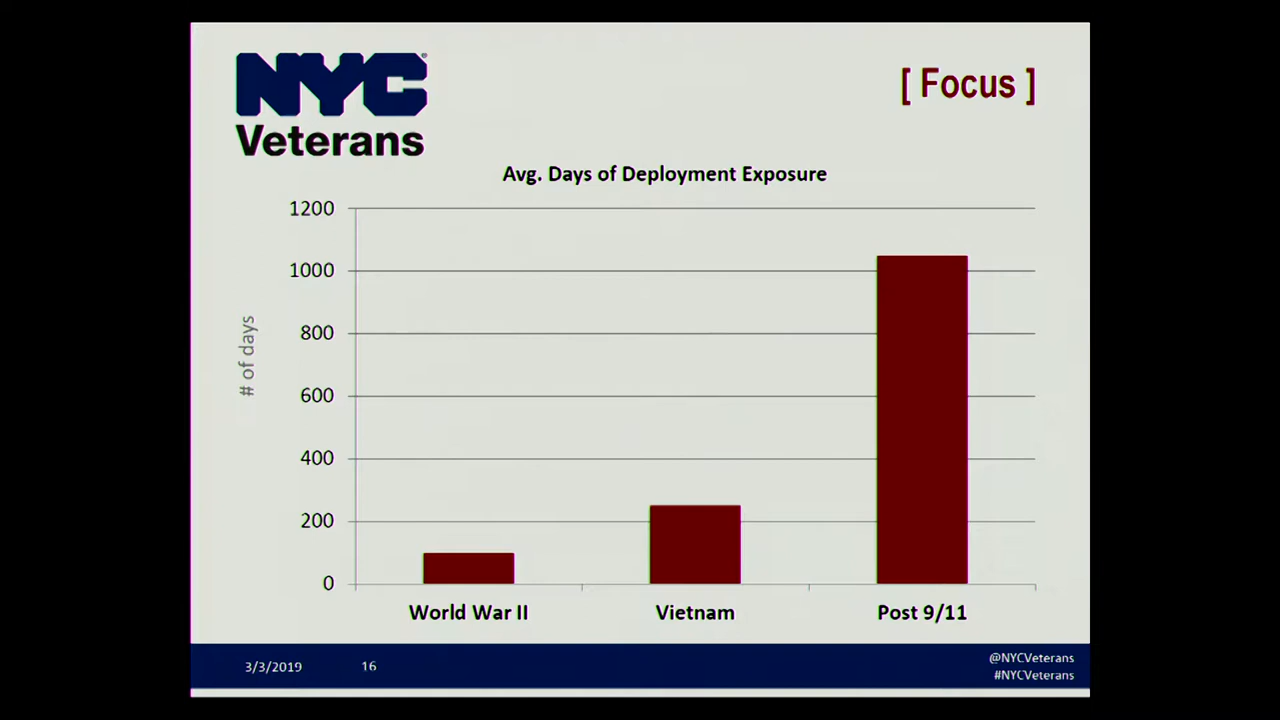 NYC
Veterans
[ Focus ]
Avg. Days of Deployment Exposure
1200
1000
800
600
400
200
0
# of days
World War II
Vietnam
Post 9/11
3/3/2019
16
@NYCVeterans
#NYCVeterans